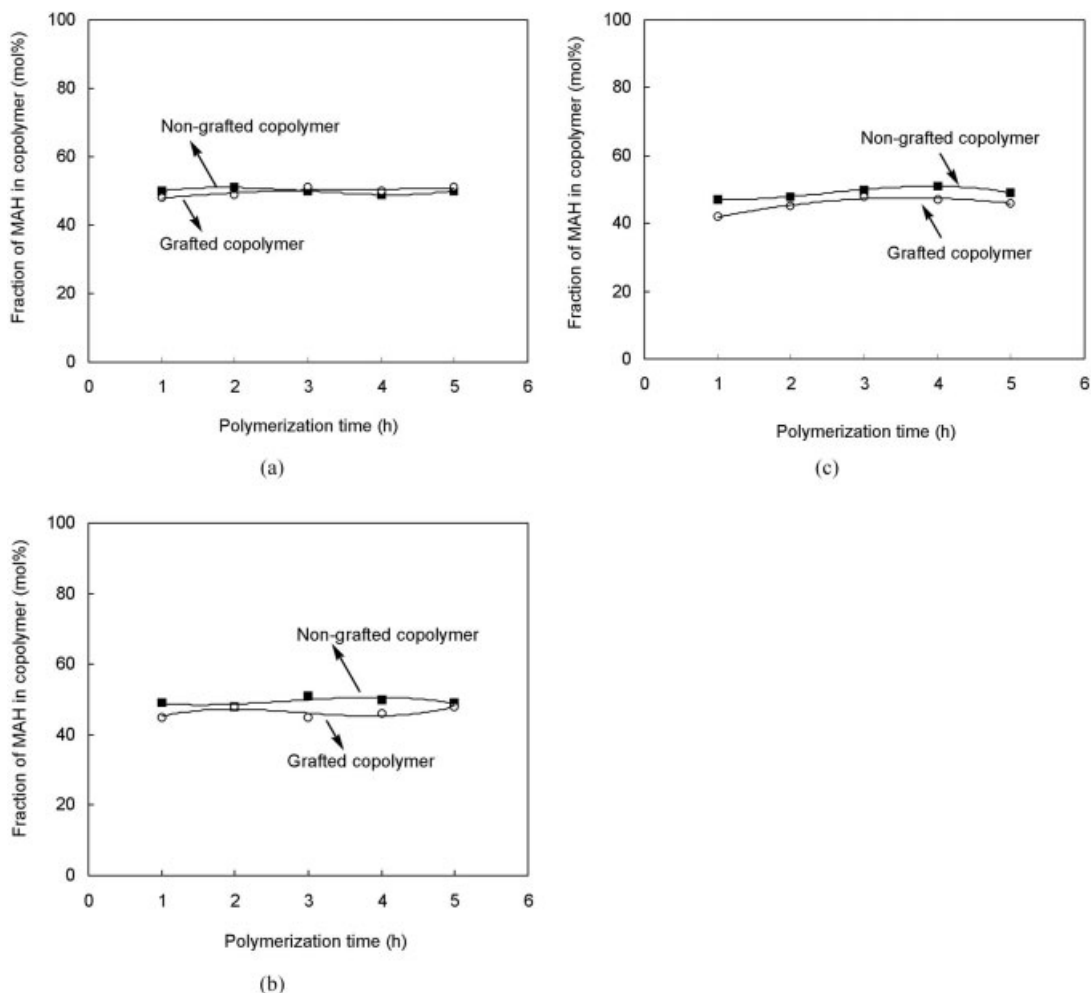 Fraction of MAH in copolymer (mol%)
100
80
60
40
20
0
Non-grafted copolymer
Grafted copolymer
0 1 2 3 4 5 6
Polymerization time (h)
(a)
Fraction of MAH in copolymer (mol%)
100
80
60
40
20
0
Non-grafted copolymer
Grafted copolymer
0 1 2 3 4 5 6
Polymerization time (h)
(c)
Fraction of MAH in copolymer (mol%)
100
80
60
40
20
0
Non-grafted copolymer
Grafted copolymer
0 1 2 3 4 5 6
Polymerization time (h)
(b)